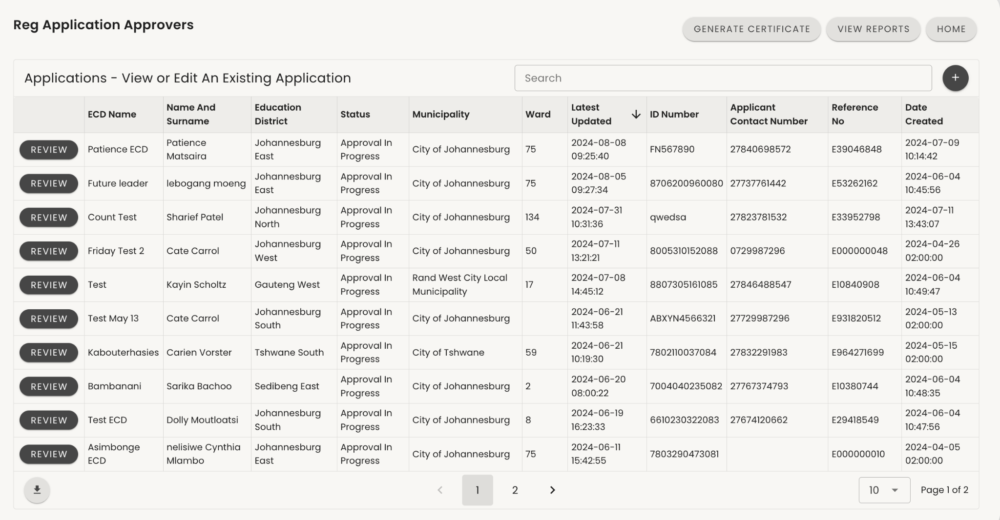 Reg Application Approvers
GENERATE CERTIFICATE
VIEW REPORTS
HOME
Applications - View or Edit An Existing Application
Search
+
ECD Name
Name And
Surname
Education
District
Status
Municipality
Ward
Latest
Updated
ID Number
Applicant
Contact Number
Reference
No
Date
Created
REVIEW
Patience ECD
Patience
Matsaira
Johannesburg
East
Approval In
Progress
City of Johannesburg
75
2024-08-08
09:25:40
FN567890
27840698572
E39046848
2024-07-09
10:14:42
REVIEW
Future leader
lebogang moeng
Johannesburg
East
Approval In
Progress
City of Johannesburg
75
2024-08-05
09:27:34
8706200960080
27737761442
E53262162
2024-06-04
10:45:56
REVIEW
Count Test
Sharief Patel
Johannesburg
North
Approval In
Progress
City of Johannesburg
134
2024-07-31
10:31:36
qwedsa
27823781532
E33952798
2024-07-11
13:43:07
REVIEW
Friday Test 2
Cate Carrol
Johannesburg
West
Approval In
Progress
City of Johannesburg
50
2024-07-11
13:21:21
8005310152088
0729987296
E000000048
2024-04-26
02:00:00
REVIEW
Test
Kayin Scholtz
Gauteng West
Approval In
Progress
Rand West City Local
Municipality
17
2024-07-08
14:45:12
8807305161085
27846488547
E10840908
2024-06-04
10:49:47
REVIEW
Test May 13
Cate Carrol
Johannesburg
South
Approval In
Progress
City of Johannesburg
2024-06-21
11:43:58
ABXYN4566321
27729987296
E931820512
2024-05-13
02:00:00
REVIEW
Kabouterhasies
Carien Vorster
Tshwane South
Approval In
Progress
City of Tshwane
59
2024-06-21
10:19:30
7802110037084
27832291983
E964271699
2024-05-15
02:00:00
REVIEW
Bambanani
Sarika Bachoo
Sedibeng East
Approval In
Progress
City of Johannesburg
2
2024-06-20
08:00:22
7004040235082
27767374793
E10380744
2024-06-04
10:48:35
REVIEW
Test ECD
Dolly Moutloatsi
Johannesburg
South
Approval In
Progress
City of Johannesburg
8
2024-06-19
16:23:33
6610230322083
27674120662
E29418549
2024-06-04
10:47:56
REVIEW
Asimbonge
ECD
nelisiwe Cynthia
Mlambo
Johannesburg
East
Approval In
Progress
City of Johannesburg
75
2024-06-11
15:42:55
7803290473081
E000000010
2024-04-05
02:00:00
1
2
10
Page 1 of 2